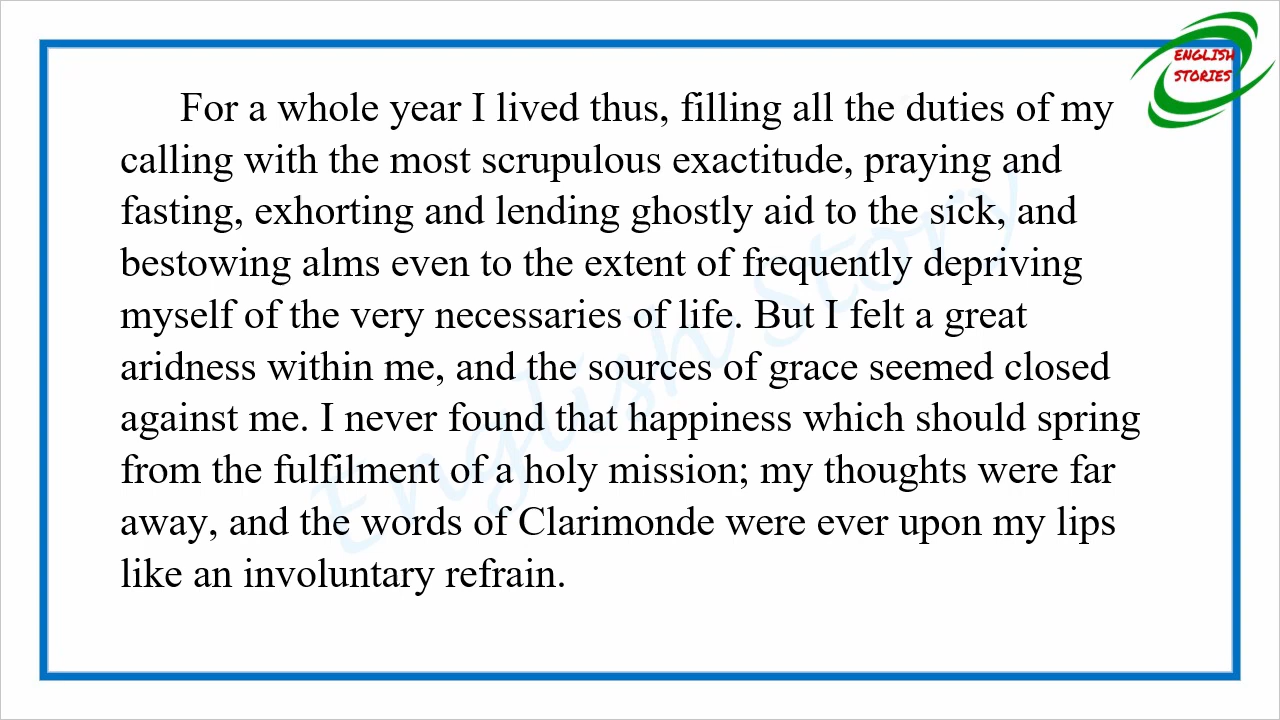 ENGLISH
STORIES
For a whole year I lived thus, filling all the duties of my
calling with the most scrupulous exactitude, praying and
fasting, exhorting and lending ghostly aid to the sick, and
bestowing alms even to the extent of frequently depriving
myself of the very necessaries of life. But I felt a great
aridness within me, and the sources of grace seemed closed
against me. I never found that happiness which should spring
from the fulfilment of a holy mission; my thoughts were far
away, and the words of Clarimonde were ever upon my lips
like an involuntary refrain.
English Story